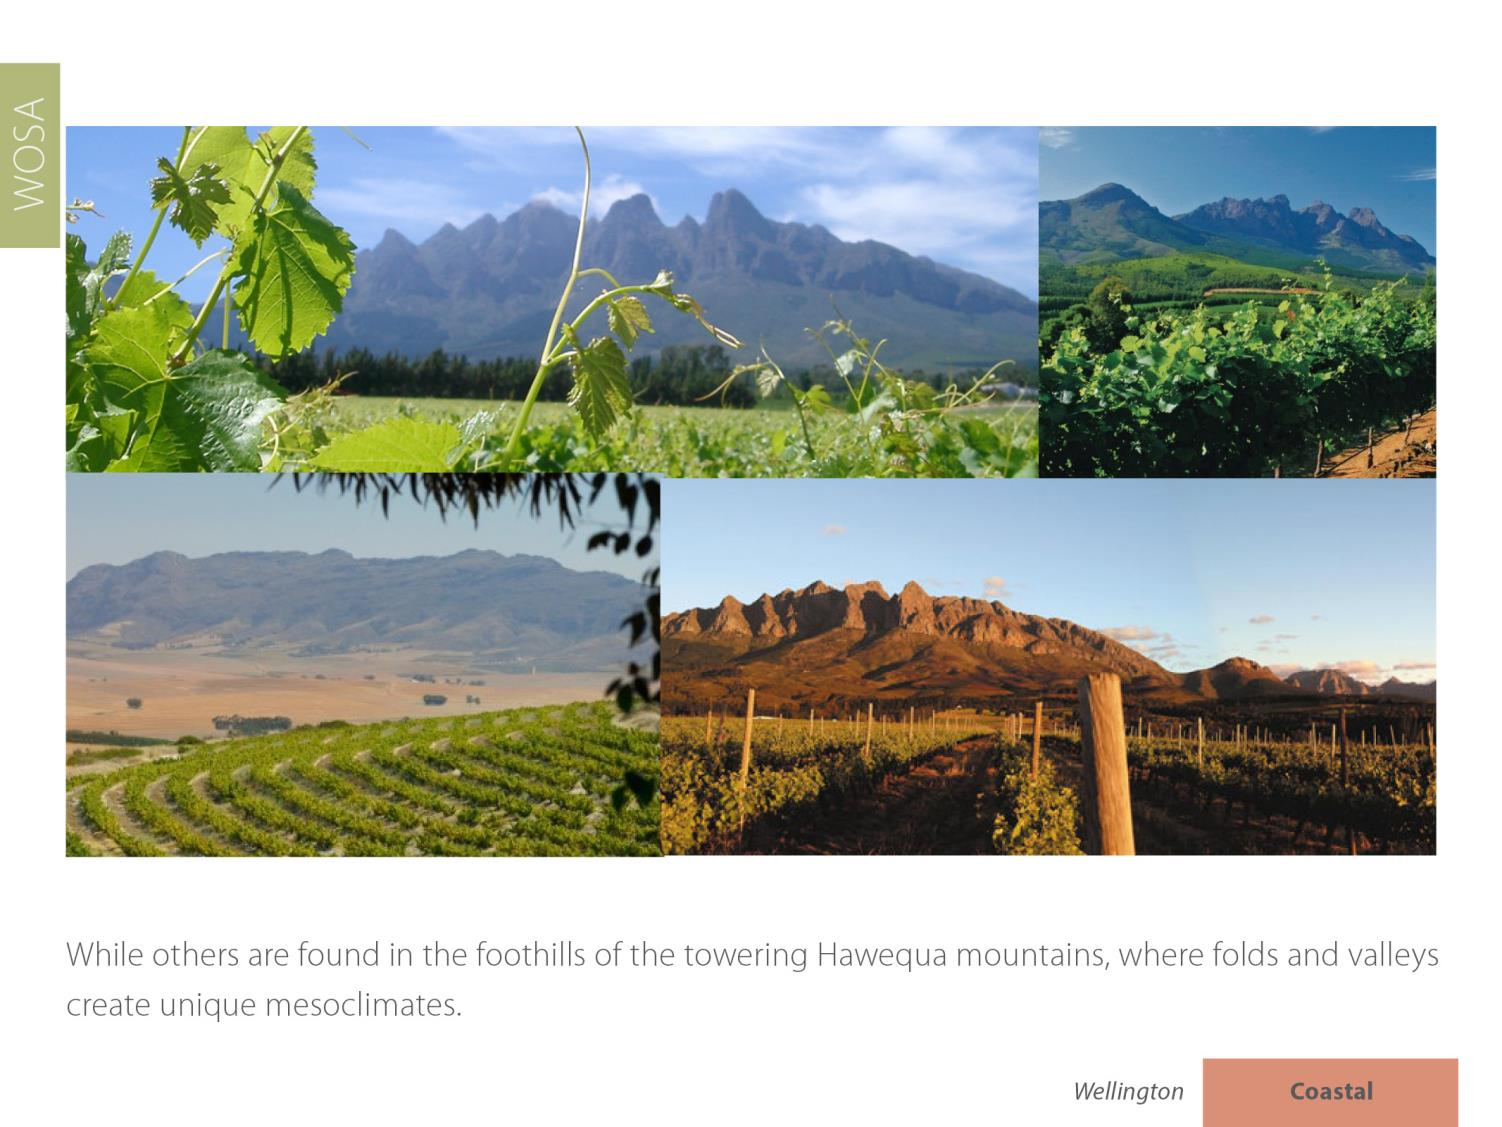 WOSA
While others are found in the foothills of the towering Hawequa mountains, where folds and valleys
create unique mesoclimates.
Wellington
Coastal